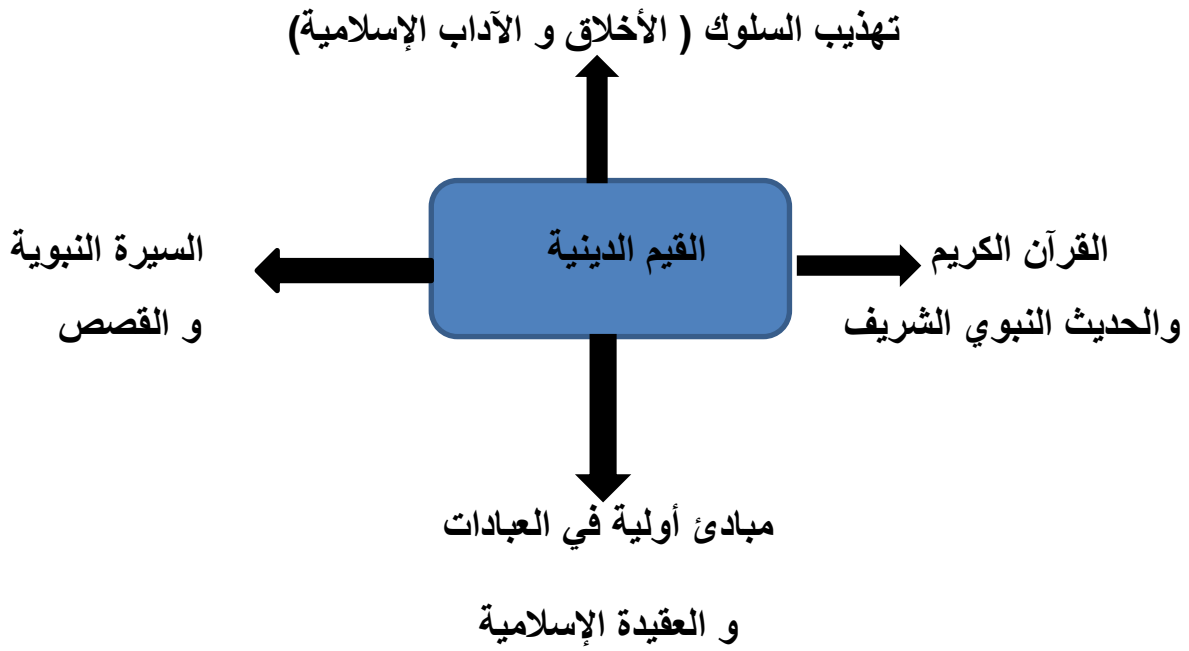 تهذيب السلوك ( الأخلاق و الآداب الإسلامية)
القرآن الكريم
والحديث النبوي الشريف
القيم الدينية
السيرة النبوية
و القصص
مبادئ أولية في العبادات
و العقيدة الإسلامية